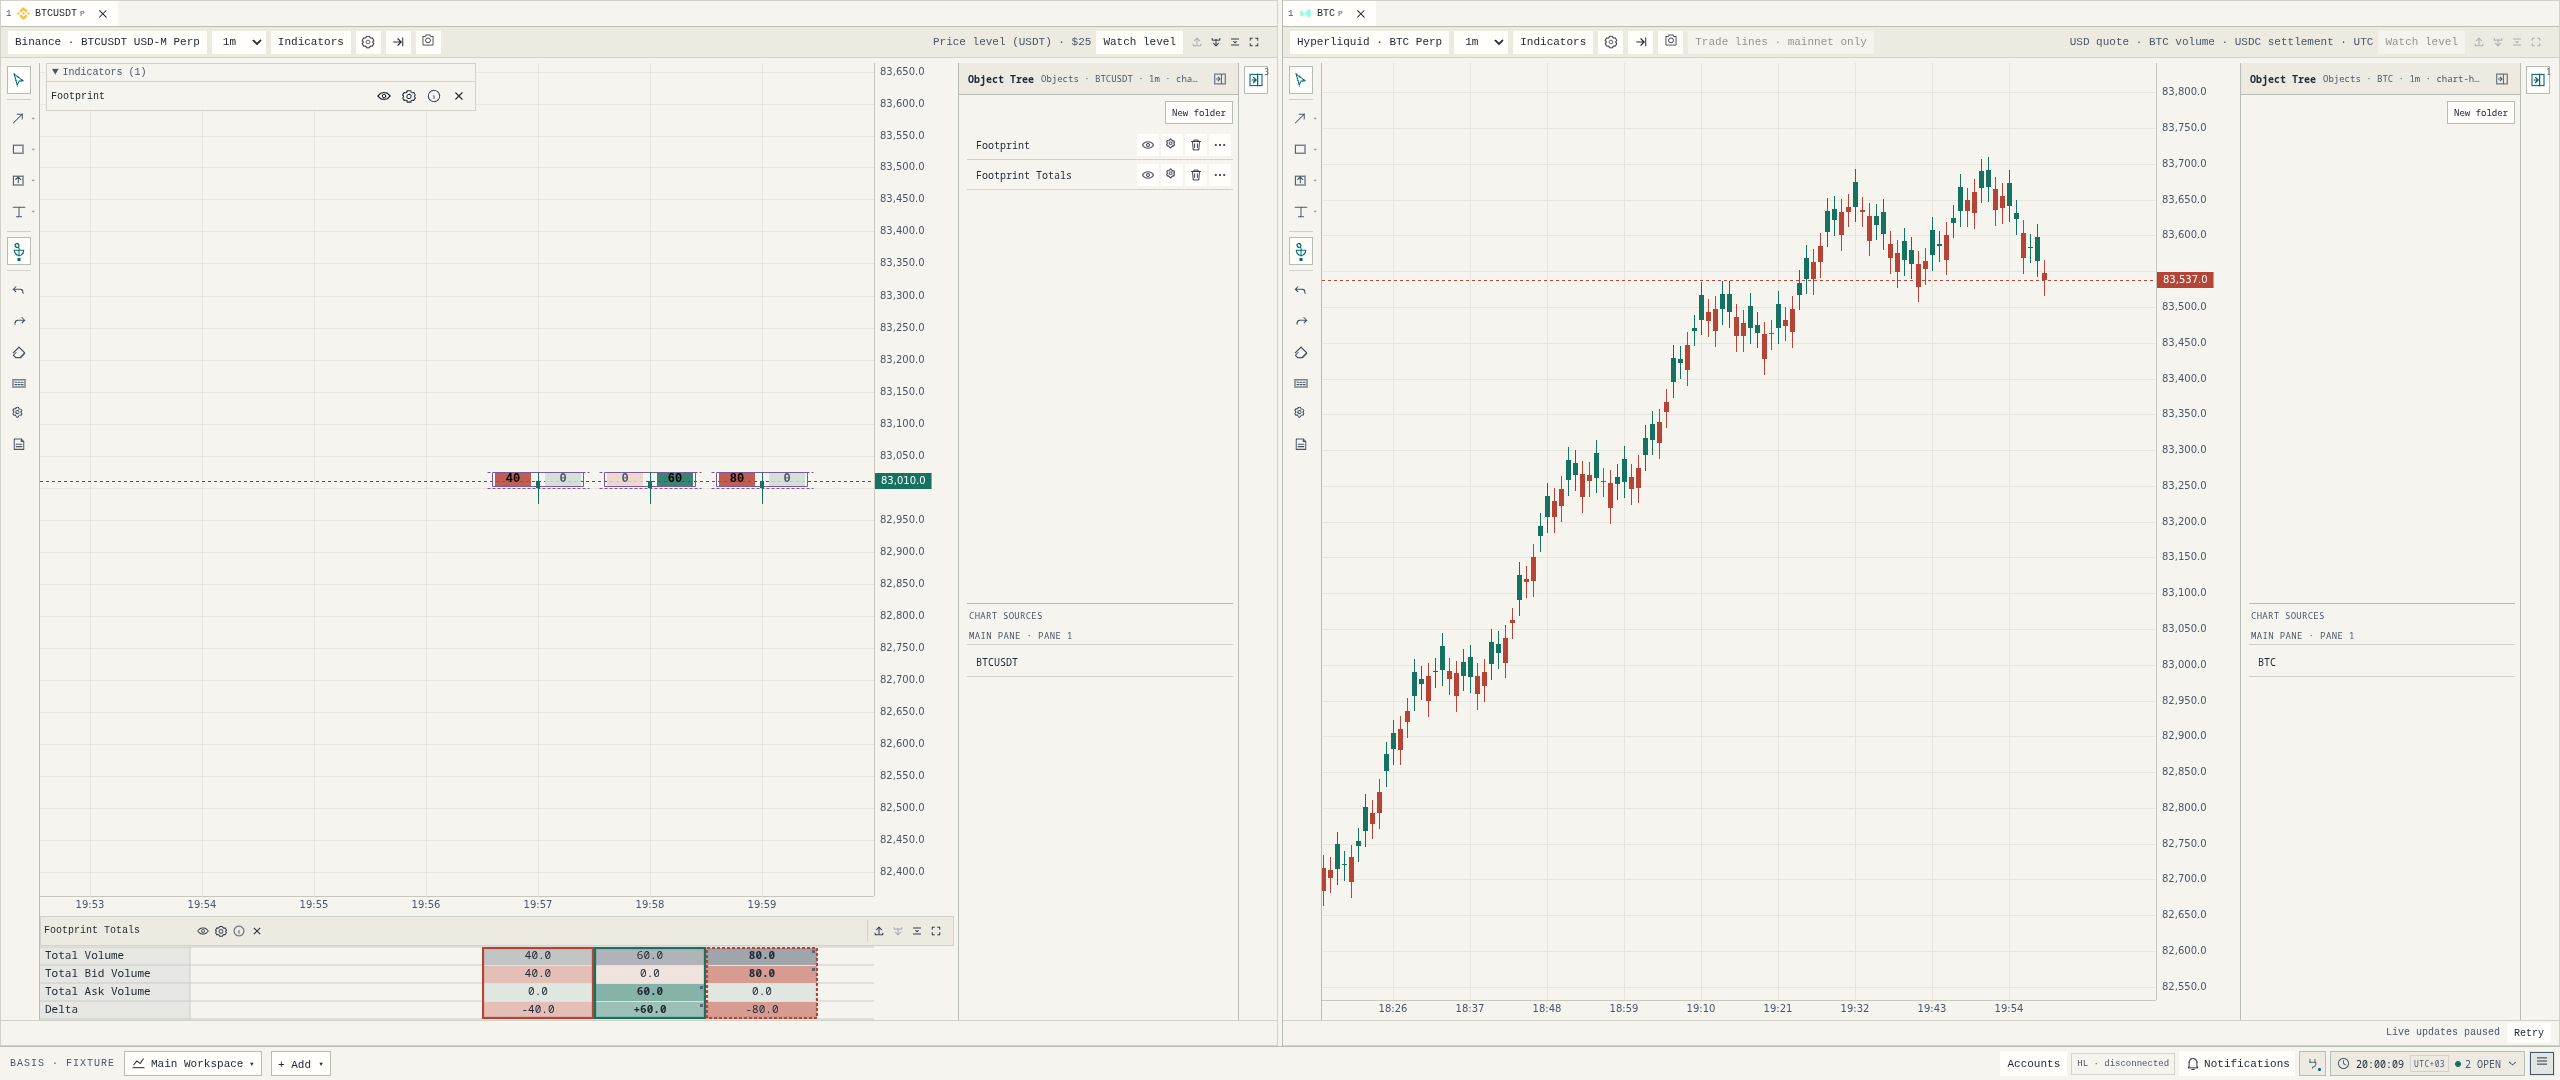 1 BTCUSDT P
Binance · BTCUSDT USD-M Perp 1m Indicators Price level (USDT) · $25 Watch level
Indicators (1)
Footprint
83,650.0
83,600.0
83,550.0
83,500.0
83,450.0
83,400.0
83,350.0
83,300.0
83,250.0
83,200.0
83,150.0
83,100.0
83,050.0
83,010.0
82,950.0
82,900.0
82,850.0
82,800.0
82,750.0
82,700.0
82,650.0
82,600.0
82,550.0
82,500.0
82,450.0
82,400.0
40 0 0 60 80 0
19:53 19:54 19:55 19:56 19:57 19:58 19:59
Footprint Totals
Total Volume 40.0 60.0 80.0
Total Bid Volume 40.0 0.0 80.0
Total Ask Volume 0.0 60.0 0.0
Delta -40.0 +60.0 -80.0
Object Tree Objects · BTCUSDT · 1m · cha…
3
New folder
Footprint
Footprint Totals
CHART SOURCES
MAIN PANE · PANE 1
BTCUSDT
1 BTC P
Hyperliquid · BTC Perp 1m Indicators Trade lines · mainnet only USD quote · BTC volume · USDC settlement · UTC Watch level
83,800.0
83,750.0
83,700.0
83,650.0
83,600.0
83,537.0
83,500.0
83,450.0
83,400.0
83,350.0
83,300.0
83,250.0
83,200.0
83,150.0
83,100.0
83,050.0
83,000.0
82,950.0
82,900.0
82,850.0
82,800.0
82,750.0
82,700.0
82,650.0
82,600.0
82,550.0
18:26 18:37 18:48 18:59 19:10 19:21 19:32 19:43 19:54
Object Tree Objects · BTC · 1m · chart-h…
1
New folder
CHART SOURCES
MAIN PANE · PANE 1
BTC
Live updates paused Retry
BASIS · FIXTURE Main Workspace + Add Accounts HL · disconnected Notifications 20:00:09 UTC+03 2 OPEN